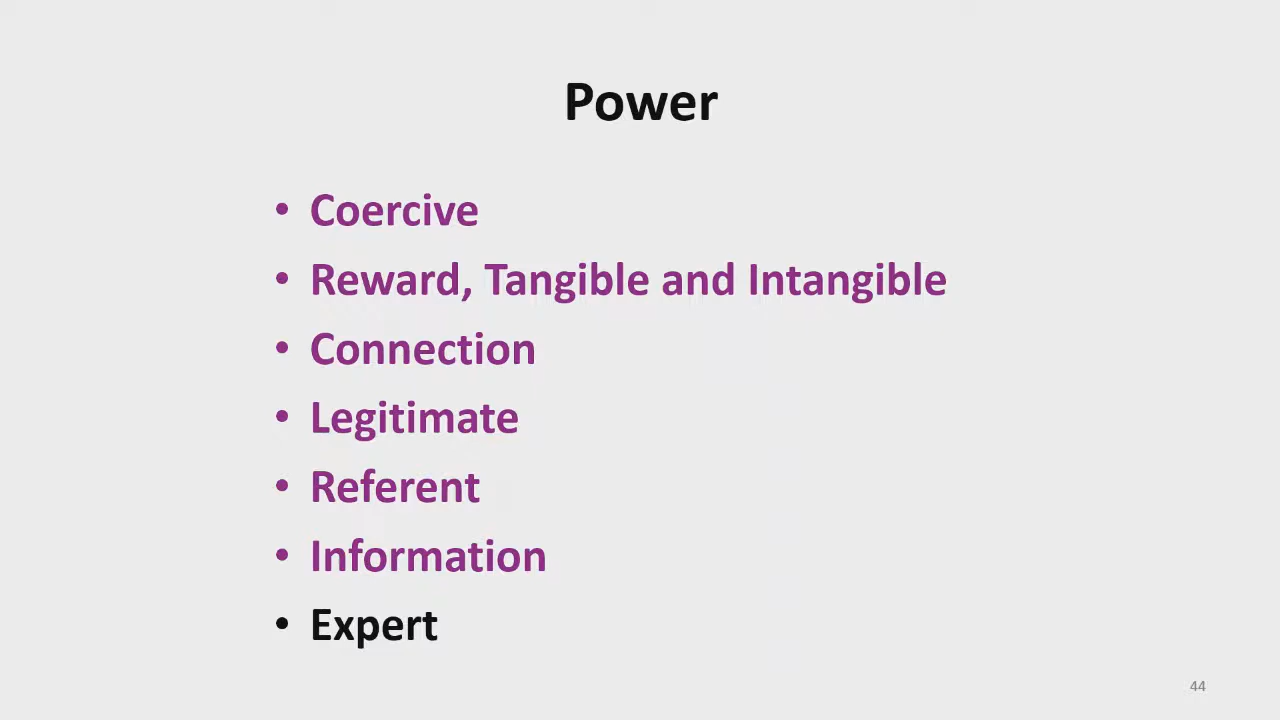 Power
• Coercive
• Reward, Tangible and Intangible
• Connection
• Legitimate
• Referent
• Information
• Expert
44